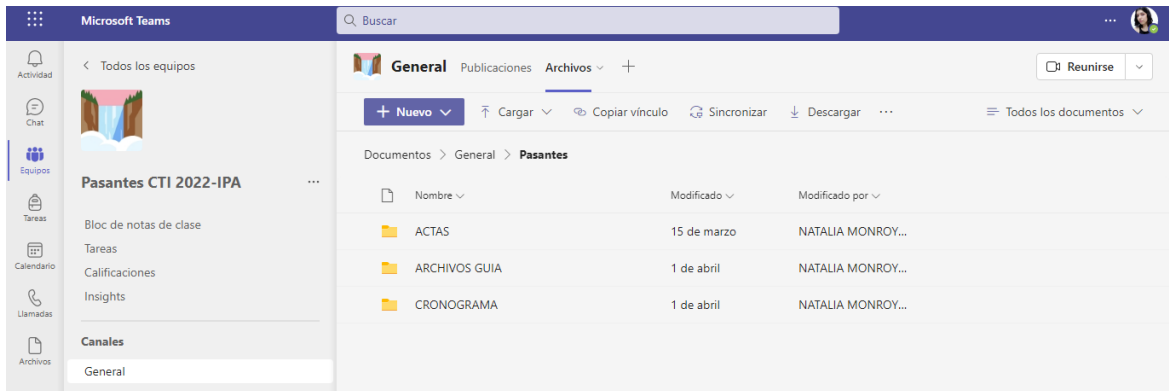 Microsoft Teams
Buscar
Actividad
Chat
Equipos
Tareas
Calendario
Llamadas
Archivos
Todos los equipos
Pasantes CTI 2022-IPA
Bloc de notas de clase
Tareas
Calificaciones
Insights
Canales
General
General Publicaciones Archivos
Reunirse
Nuevo Cargar Copiar vínculo Sincronizar Descargar Todos los documentos
Documentos > General > Pasantes
Nombre Modificado Modificado por
ACTAS 15 de marzo NATALIA MONROY...
ARCHIVOS GUIA 1 de abril NATALIA MONROY...
CRONOGRAMA 1 de abril NATALIA MONROY...